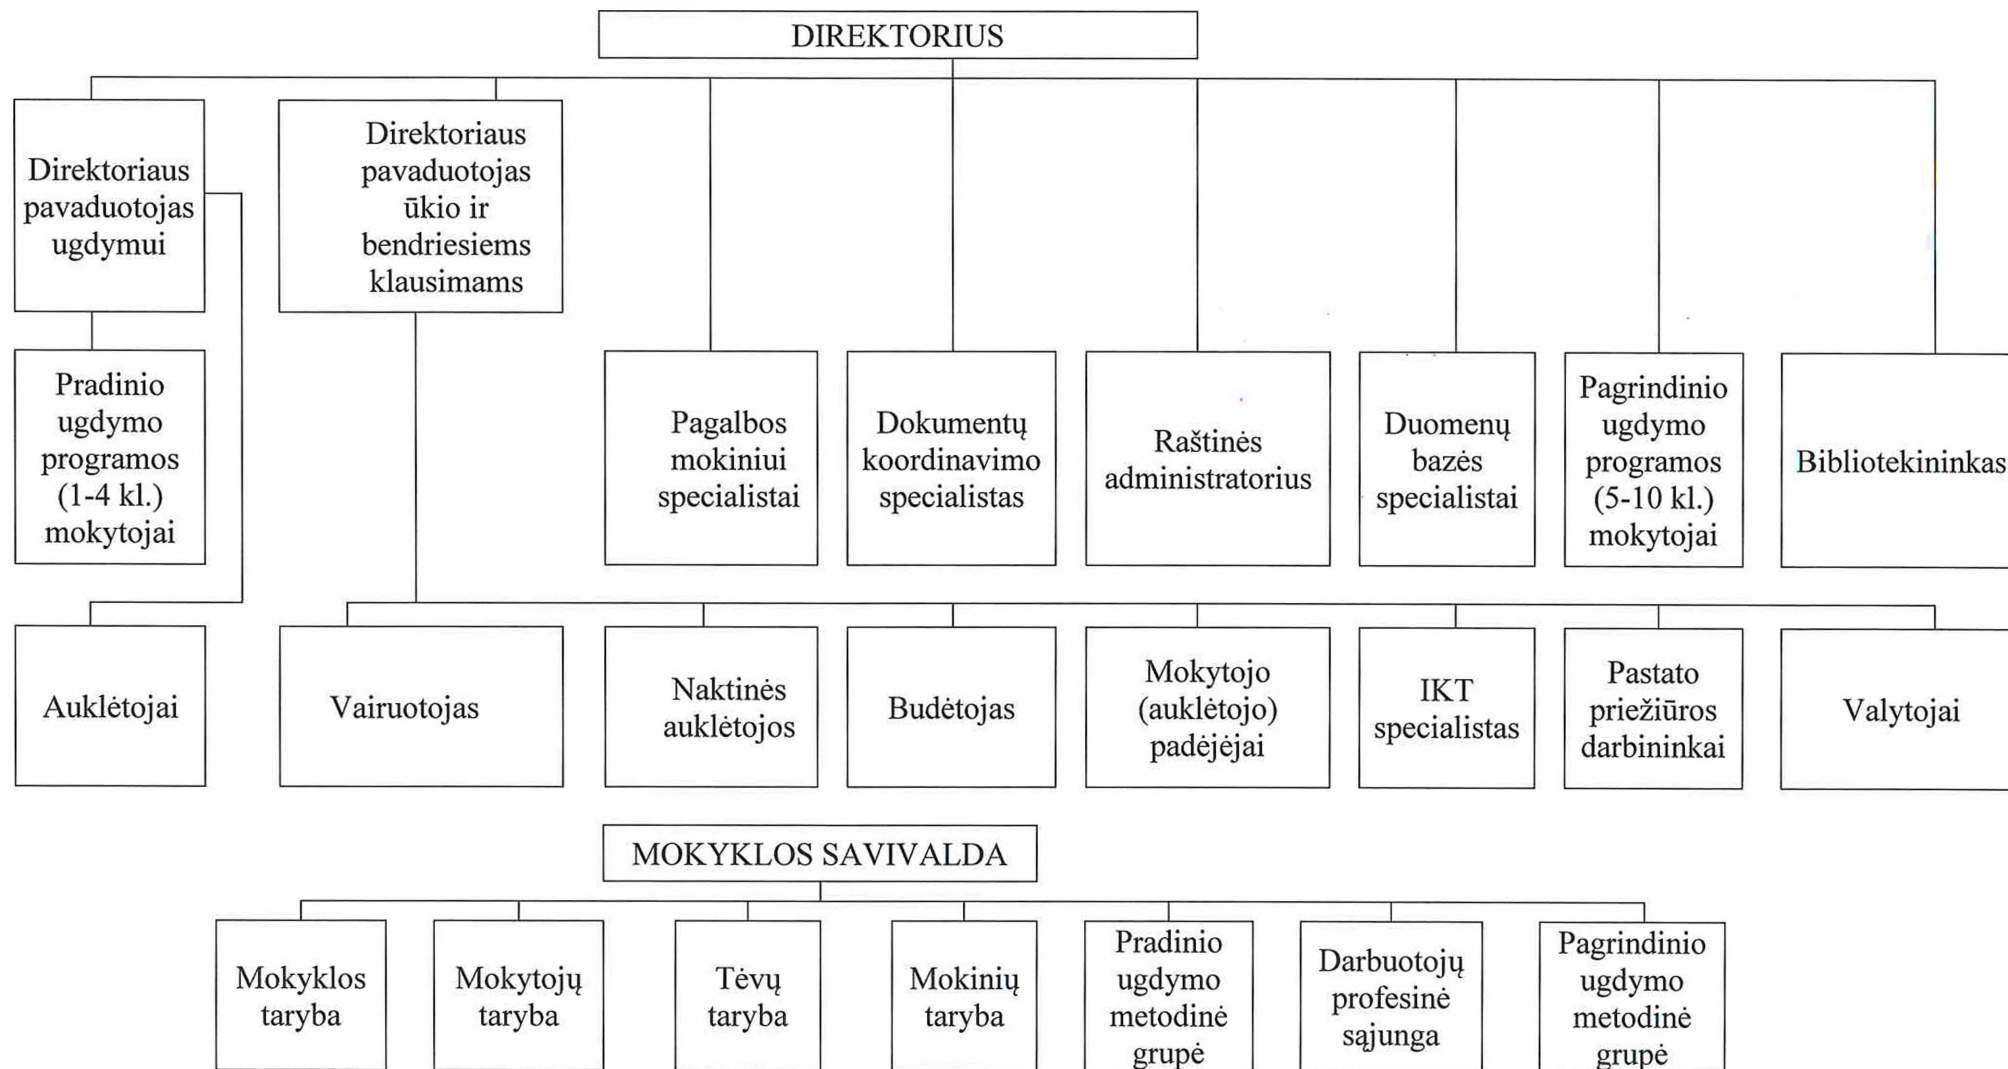 DIREKTORIUS
Direktoriaus
pavaduotojas
ugdymui
Direktoriaus
pavaduotojas
ūkio ir
bendriesiems
klausimams
Pradinio
ugdymo
programos
(1-4 kl.)
mokytojai
Pagalbos
mokiniui
specialistai
Dokumentų
koordinavimo
specialistas
Raštinės
administratorius
Duomenų
bazės
specialistai
Pagrindinio
ugdymo
programos
(5-10 kl.)
mokytojai
Bibliotekininkas
Auklėtojai
Vairuotojas
Naktinės
auklėtojos
Budėtojas
Mokytojo
(auklėtojo)
padėjėjai
IKT
specialistas
Pastato
priežiūros
darbininkai
Valytojai
MOKYKLOS SAVIVALDA
Mokyklos
taryba
Mokytojų
taryba
Tėvų
taryba
Mokinių
taryba
Pradinio
ugdymo
metodinė
grupė
Darbuotojų
profesinė
sąjunga
Pagrindinio
ugdymo
metodinė
grupė